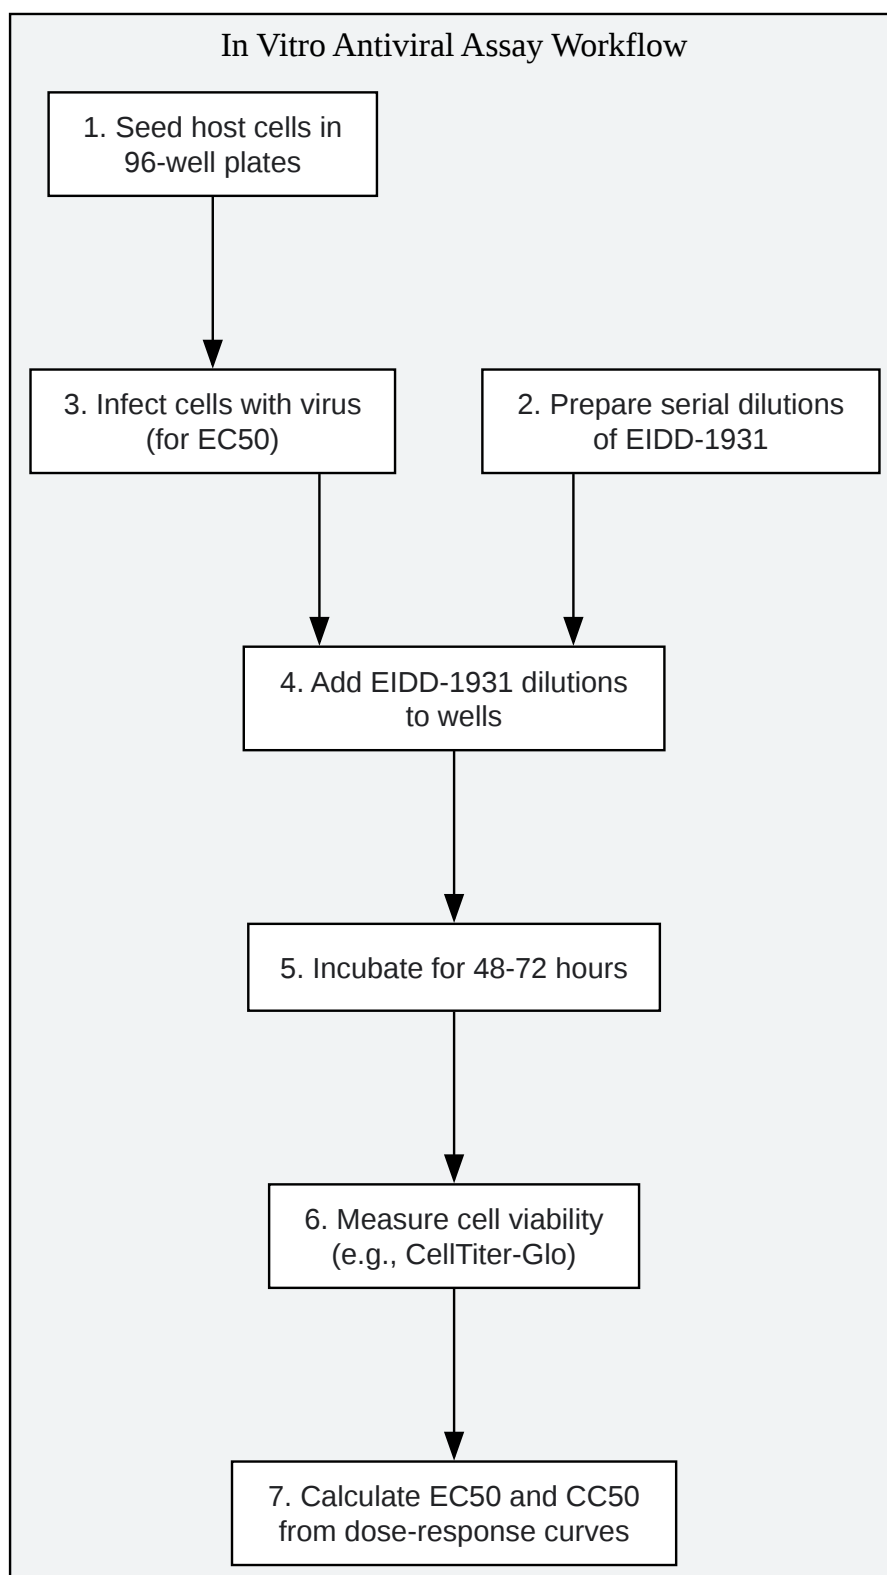 In Vitro Antiviral Assay Workflow
1. Seed host cells in
96-well plates
3. Infect cells with virus
(for EC50)
2. Prepare serial dilutions
of EIDD-1931
4. Add EIDD-1931 dilutions
to wells
5. Incubate for 48-72 hours
6. Measure cell viability
(e.g., CellTiter-Glo)
7. Calculate EC50 and CC50
from dose-response curves